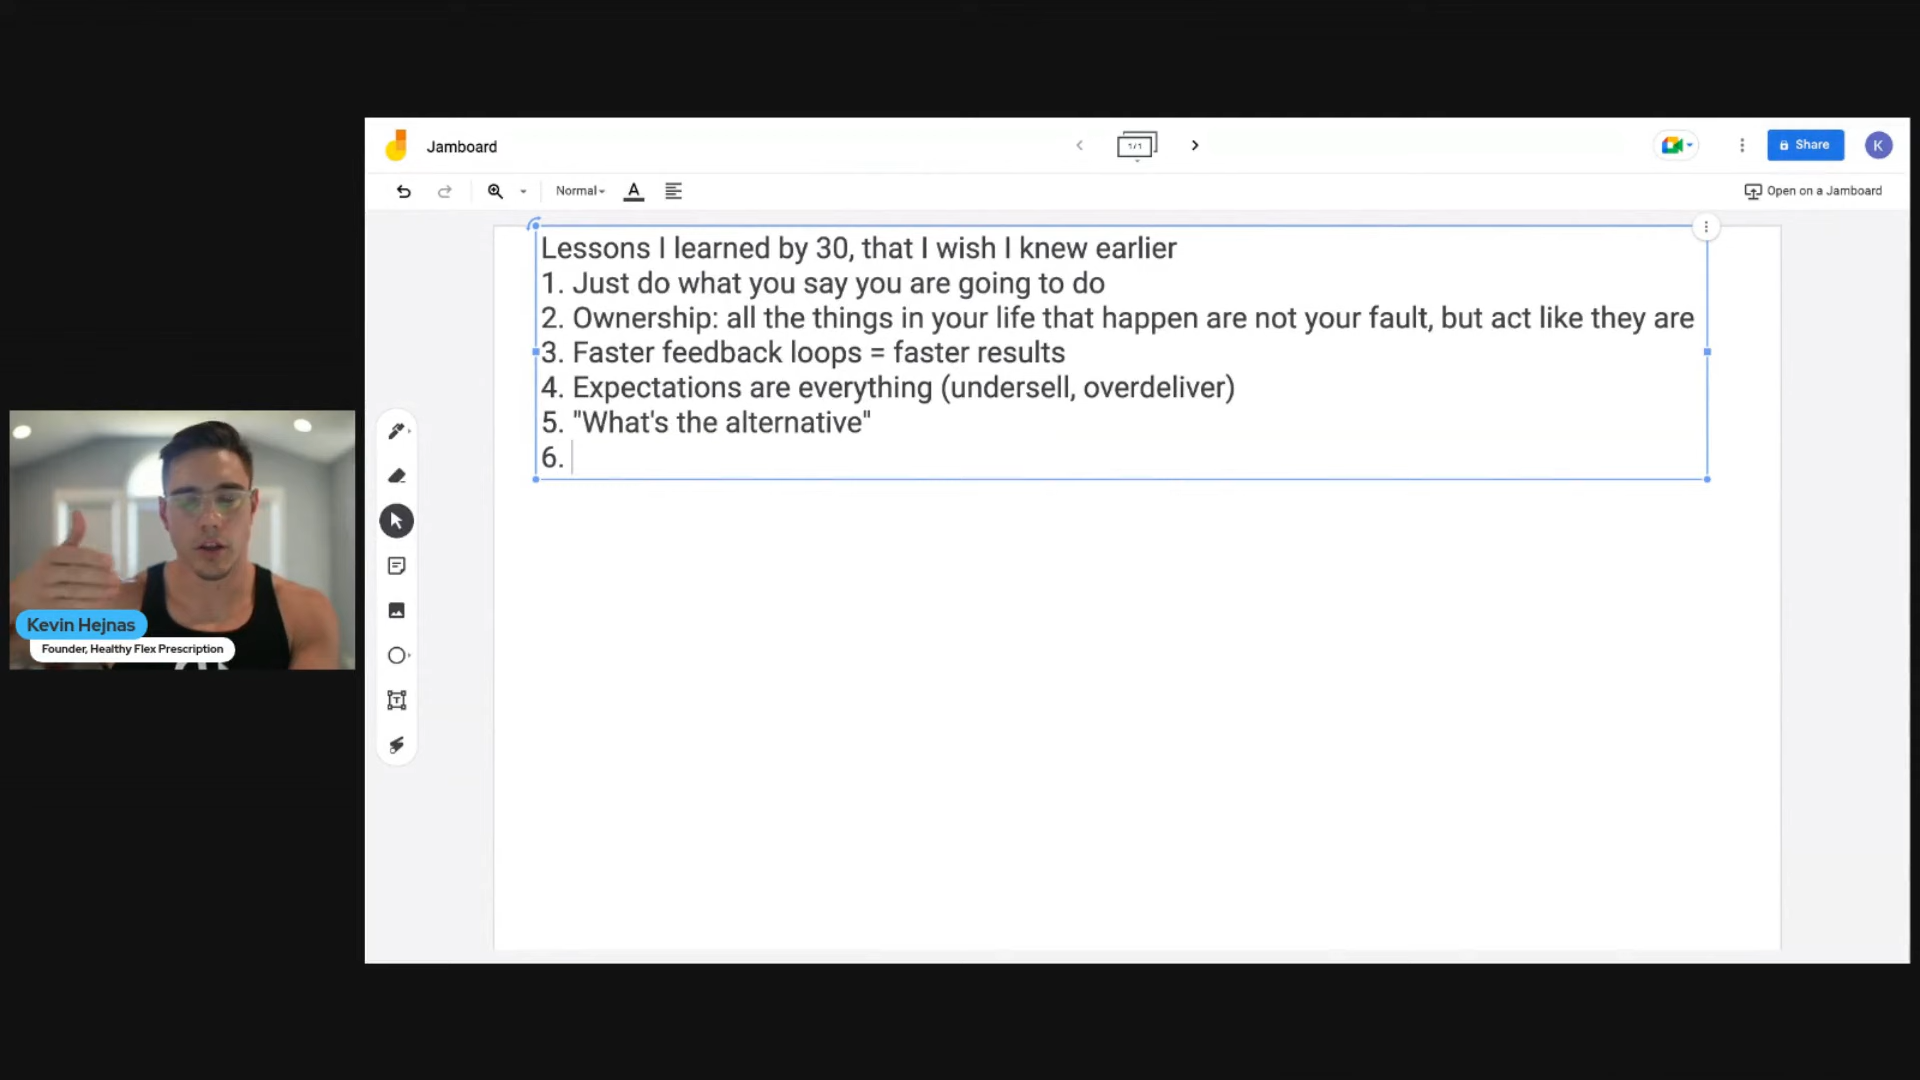 Jamboard
1/1
Share
K
Normal
A
Open on a Jamboard
Lessons I learned by 30, that I wish I knew earlier
1. Just do what you say you are going to do
2. Ownership: all the things in your life that happen are not your fault, but act like they are
3. Faster feedback loops = faster results
4. Expectations are everything (undersell, overdeliver)
5. "What's the alternative"
6.
Kevin Hejnas
Founder, Healthy Flex Prescription